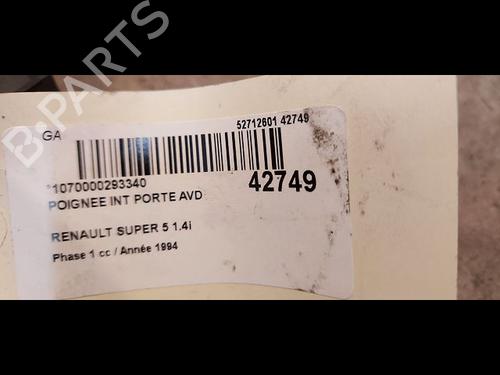 B-PARTS
GA
52712601 42749
*1070000293340
42749
POIGNEE INT PORTE AVD
RENAULT SUPER 5 1.4i
Phase 1 cc / Année 1994